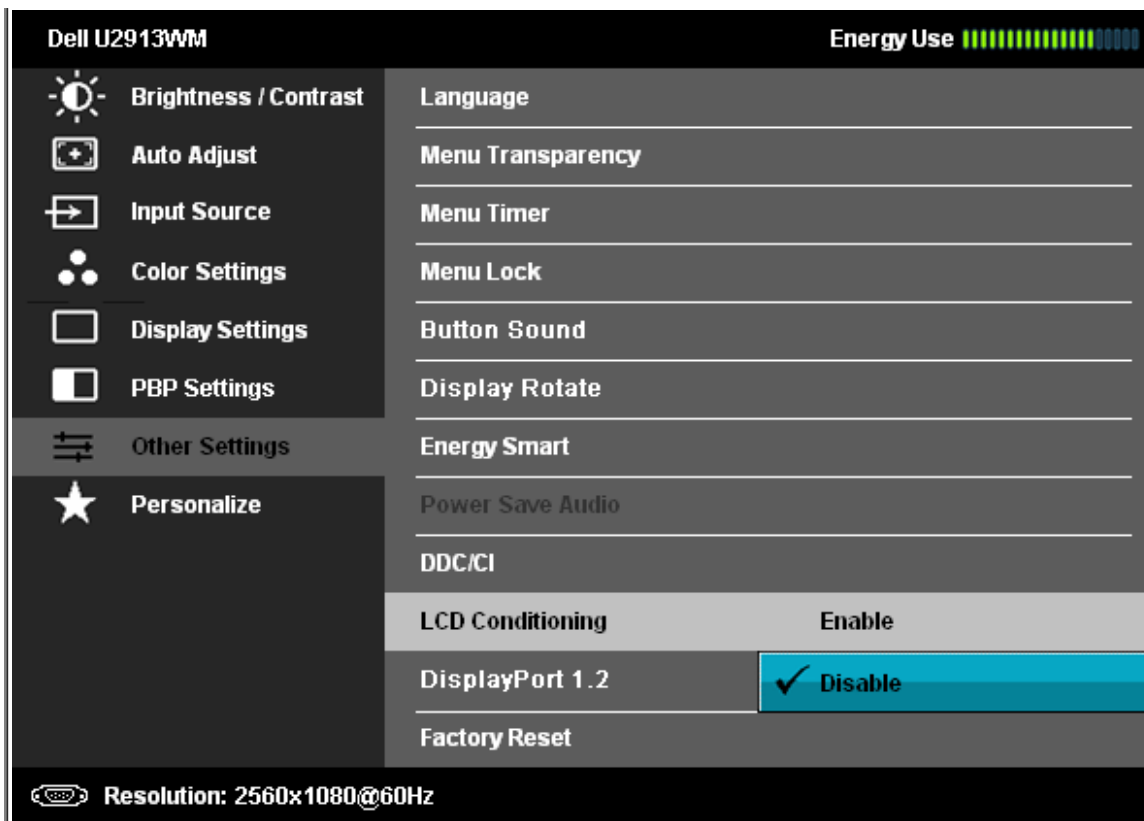 Dell U2913WM Energy Use
Brightness / Contrast Language
Auto Adjust Menu Transparency
Input Source Menu Timer
Color Settings Menu Lock
Display Settings Button Sound
PBP Settings Display Rotate
Other Settings Energy Smart
Personalize Power Save Audio
DDC/CI
LCD Conditioning Enable
DisplayPort 1.2 Disable
Factory Reset
Resolution: 2560x1080@60Hz